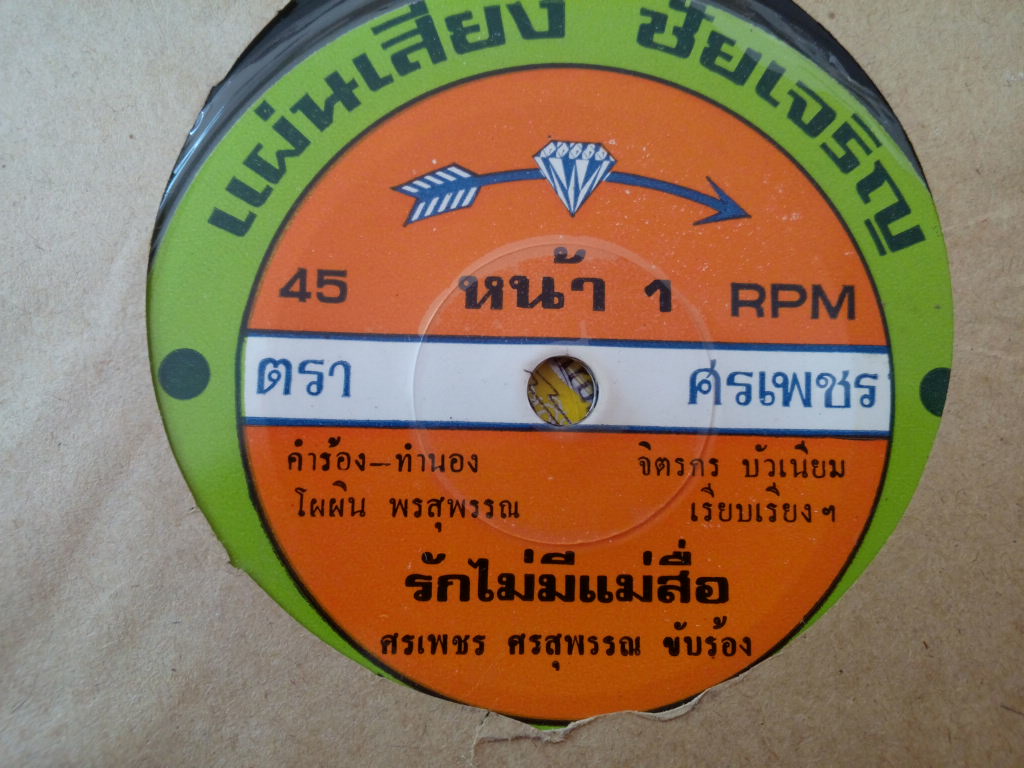 แผ่นเสียง ชัยเจริญ
45 หน้า ๑ RPM
ตรา ศรเพชร
คำร้อง-ทำนอง
โผผิน พรสุพรรณ
จิตรกร บัวเนียม
เรียบเรียงฯ
รักไม่มีแม่สื่อ
ศรเพชร ศรสุพรรณ ขับร้อง